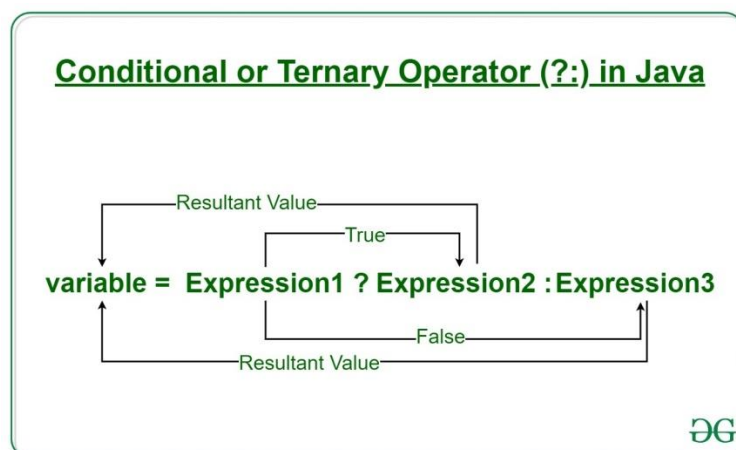 Conditional or Ternary Operator (?:) in Java
Resultant Value
True
variable = Expression1 ? Expression2 : Expression3
False
Resultant Value